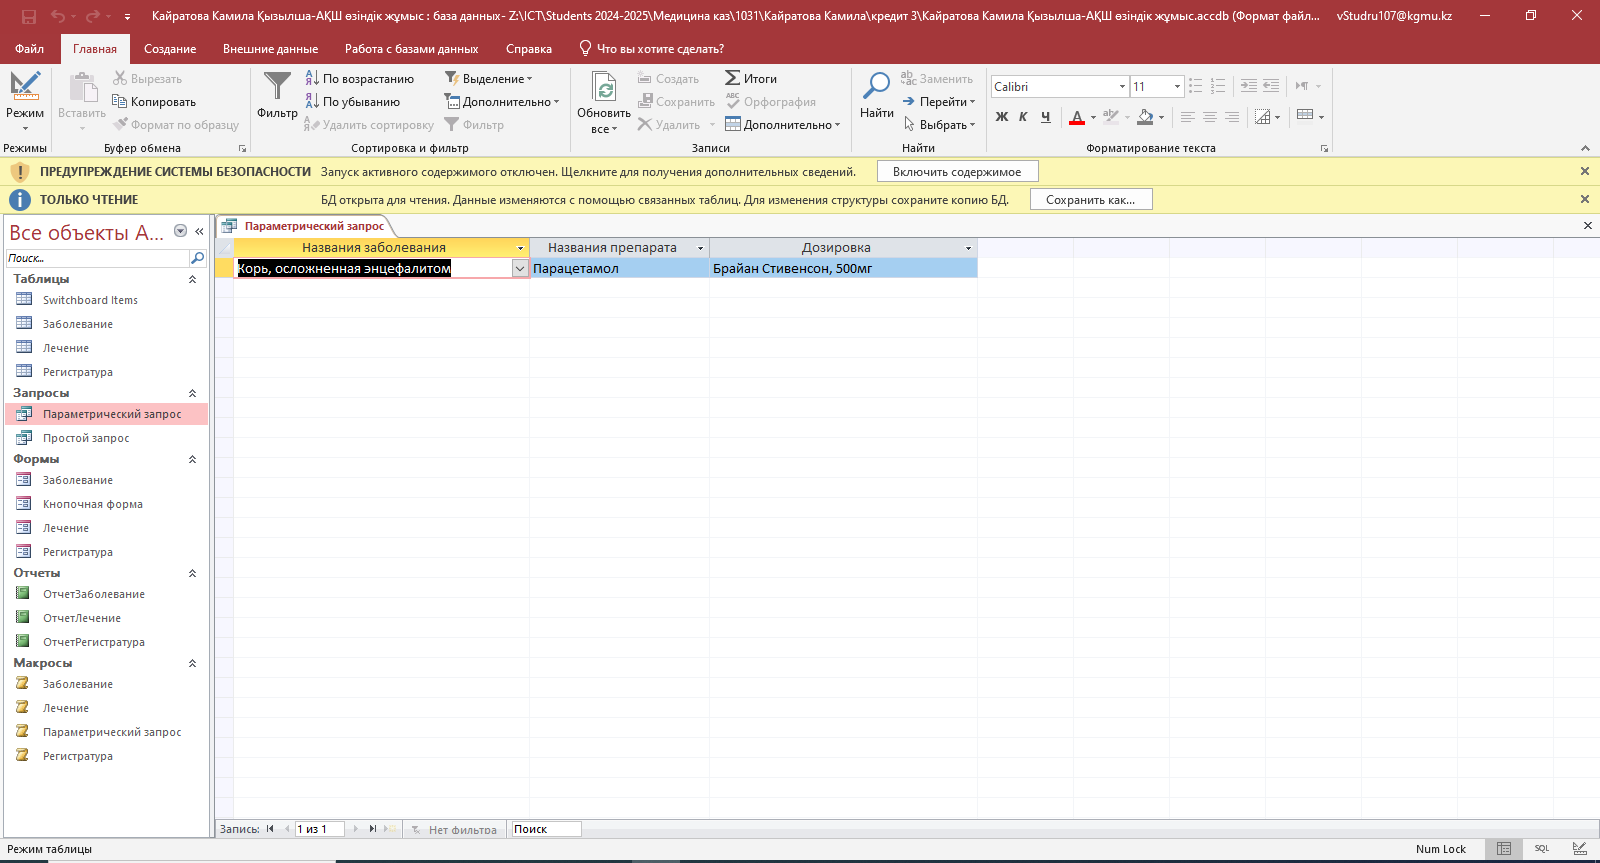 Кайратова Камила Қызылша-АҚШ өзіндік жұмыс : база данных- Z:\ICT\Students 2024-2025\Медицина каз\1031\Кайратова Камила\кредит 3\Кайратова Камила Қызылша-АҚШ өзіндік жұмыс.accdb (Формат файл... vStudru107@kgmu.kz
Файл Главная Создание Внешние данные Работа с базами данных Справка Что вы хотите сделать?
Режим
Режимы
Вставить
Вырезать
Копировать
Формат по образцу
Буфер обмена
Фильтр
По возрастанию
По убыванию
Удалить сортировку
Выделение
Дополнительно
Фильтр
Сортировка и фильтр
Обновить
все
Создать
Сохранить
Удалить
Итоги
Орфография
Дополнительно
Записи
Найти
Заменить
Перейти
Выбрать
Найти
Calibri 11
Ж К Ч
Форматирование текста
ПРЕДУПРЕЖДЕНИЕ СИСТЕМЫ БЕЗОПАСНОСТИ Запуск активного содержимого отключен. Щелкните для получения дополнительных сведений. Включить содержимое
ТОЛЬКО ЧТЕНИЕ БД открыта для чтения. Данные изменяются с помощью связанных таблиц. Для изменения структуры сохраните копию БД. Сохранить как...
Все объекты A...
Поиск...
Таблицы
Switchboard Items
Заболевание
Лечение
Регистратура
Запросы
Параметрический запрос
Простой запрос
Формы
Заболевание
Кнопочная форма
Лечение
Регистратура
Отчеты
ОтчетЗаболевание
ОтчетЛечение
ОтчетРегистратура
Макросы
Заболевание
Лечение
Параметрический запрос
Регистратура
Параметрический запрос
Названия заболевания Названия препарата Дозировка
Корь, осложненная энцефалитом Парацетамол Брайан Стивенсон, 500мг
Запись: 1 из 1 Нет фильтра Поиск
Режим таблицы Num Lock SQL